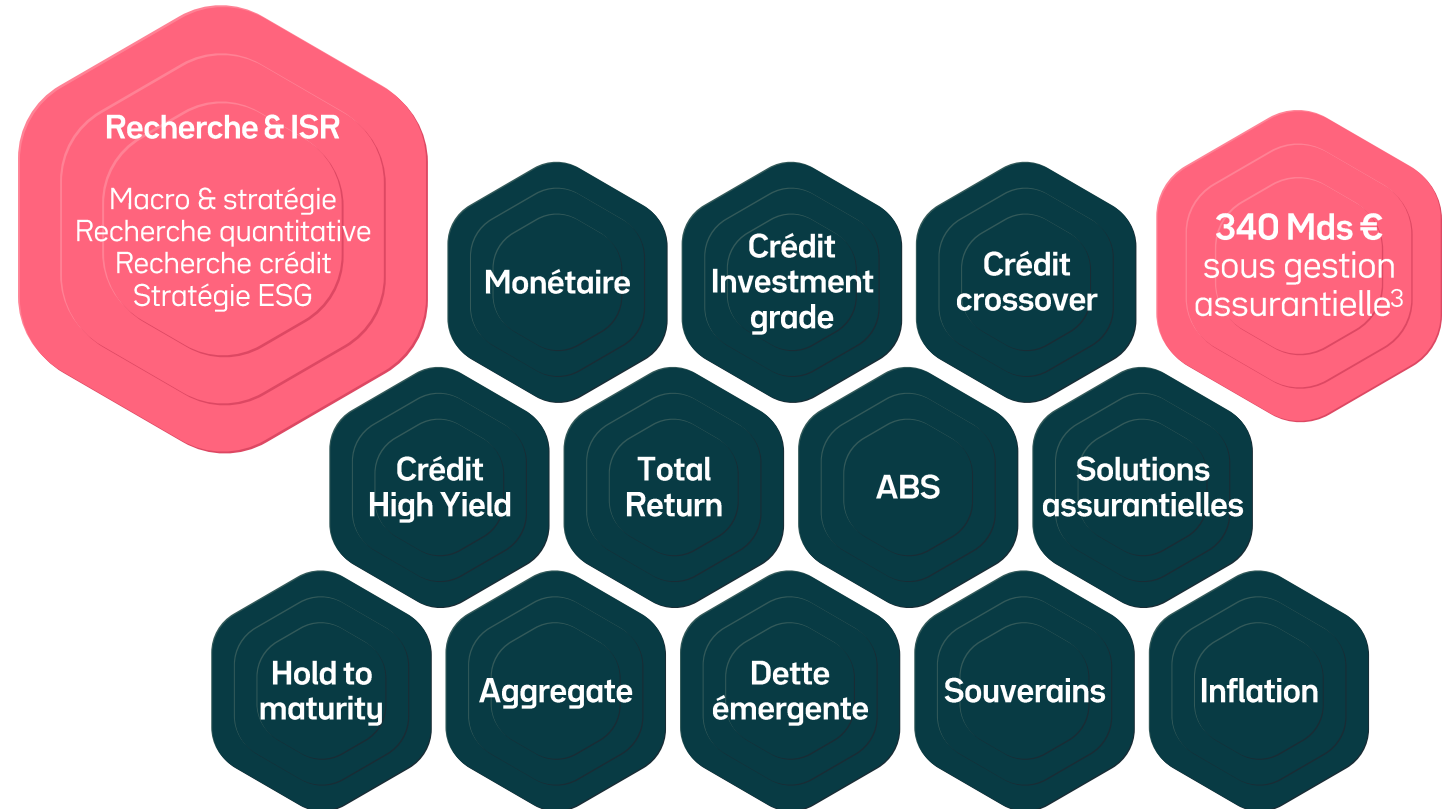 Recherche & ISR
Macro & stratégie
Recherche quantitative
Recherche crédit
Stratégie ESG
Monétaire
Crédit
Investment
grade
Crédit
crossover
340 Mds €
sous gestion
assurantielle³
Crédit
High Yield
Total
Return
ABS
Solutions
assurantielles
Hold to
maturity
Aggregate
Dette
émergente
Souverains
Inflation